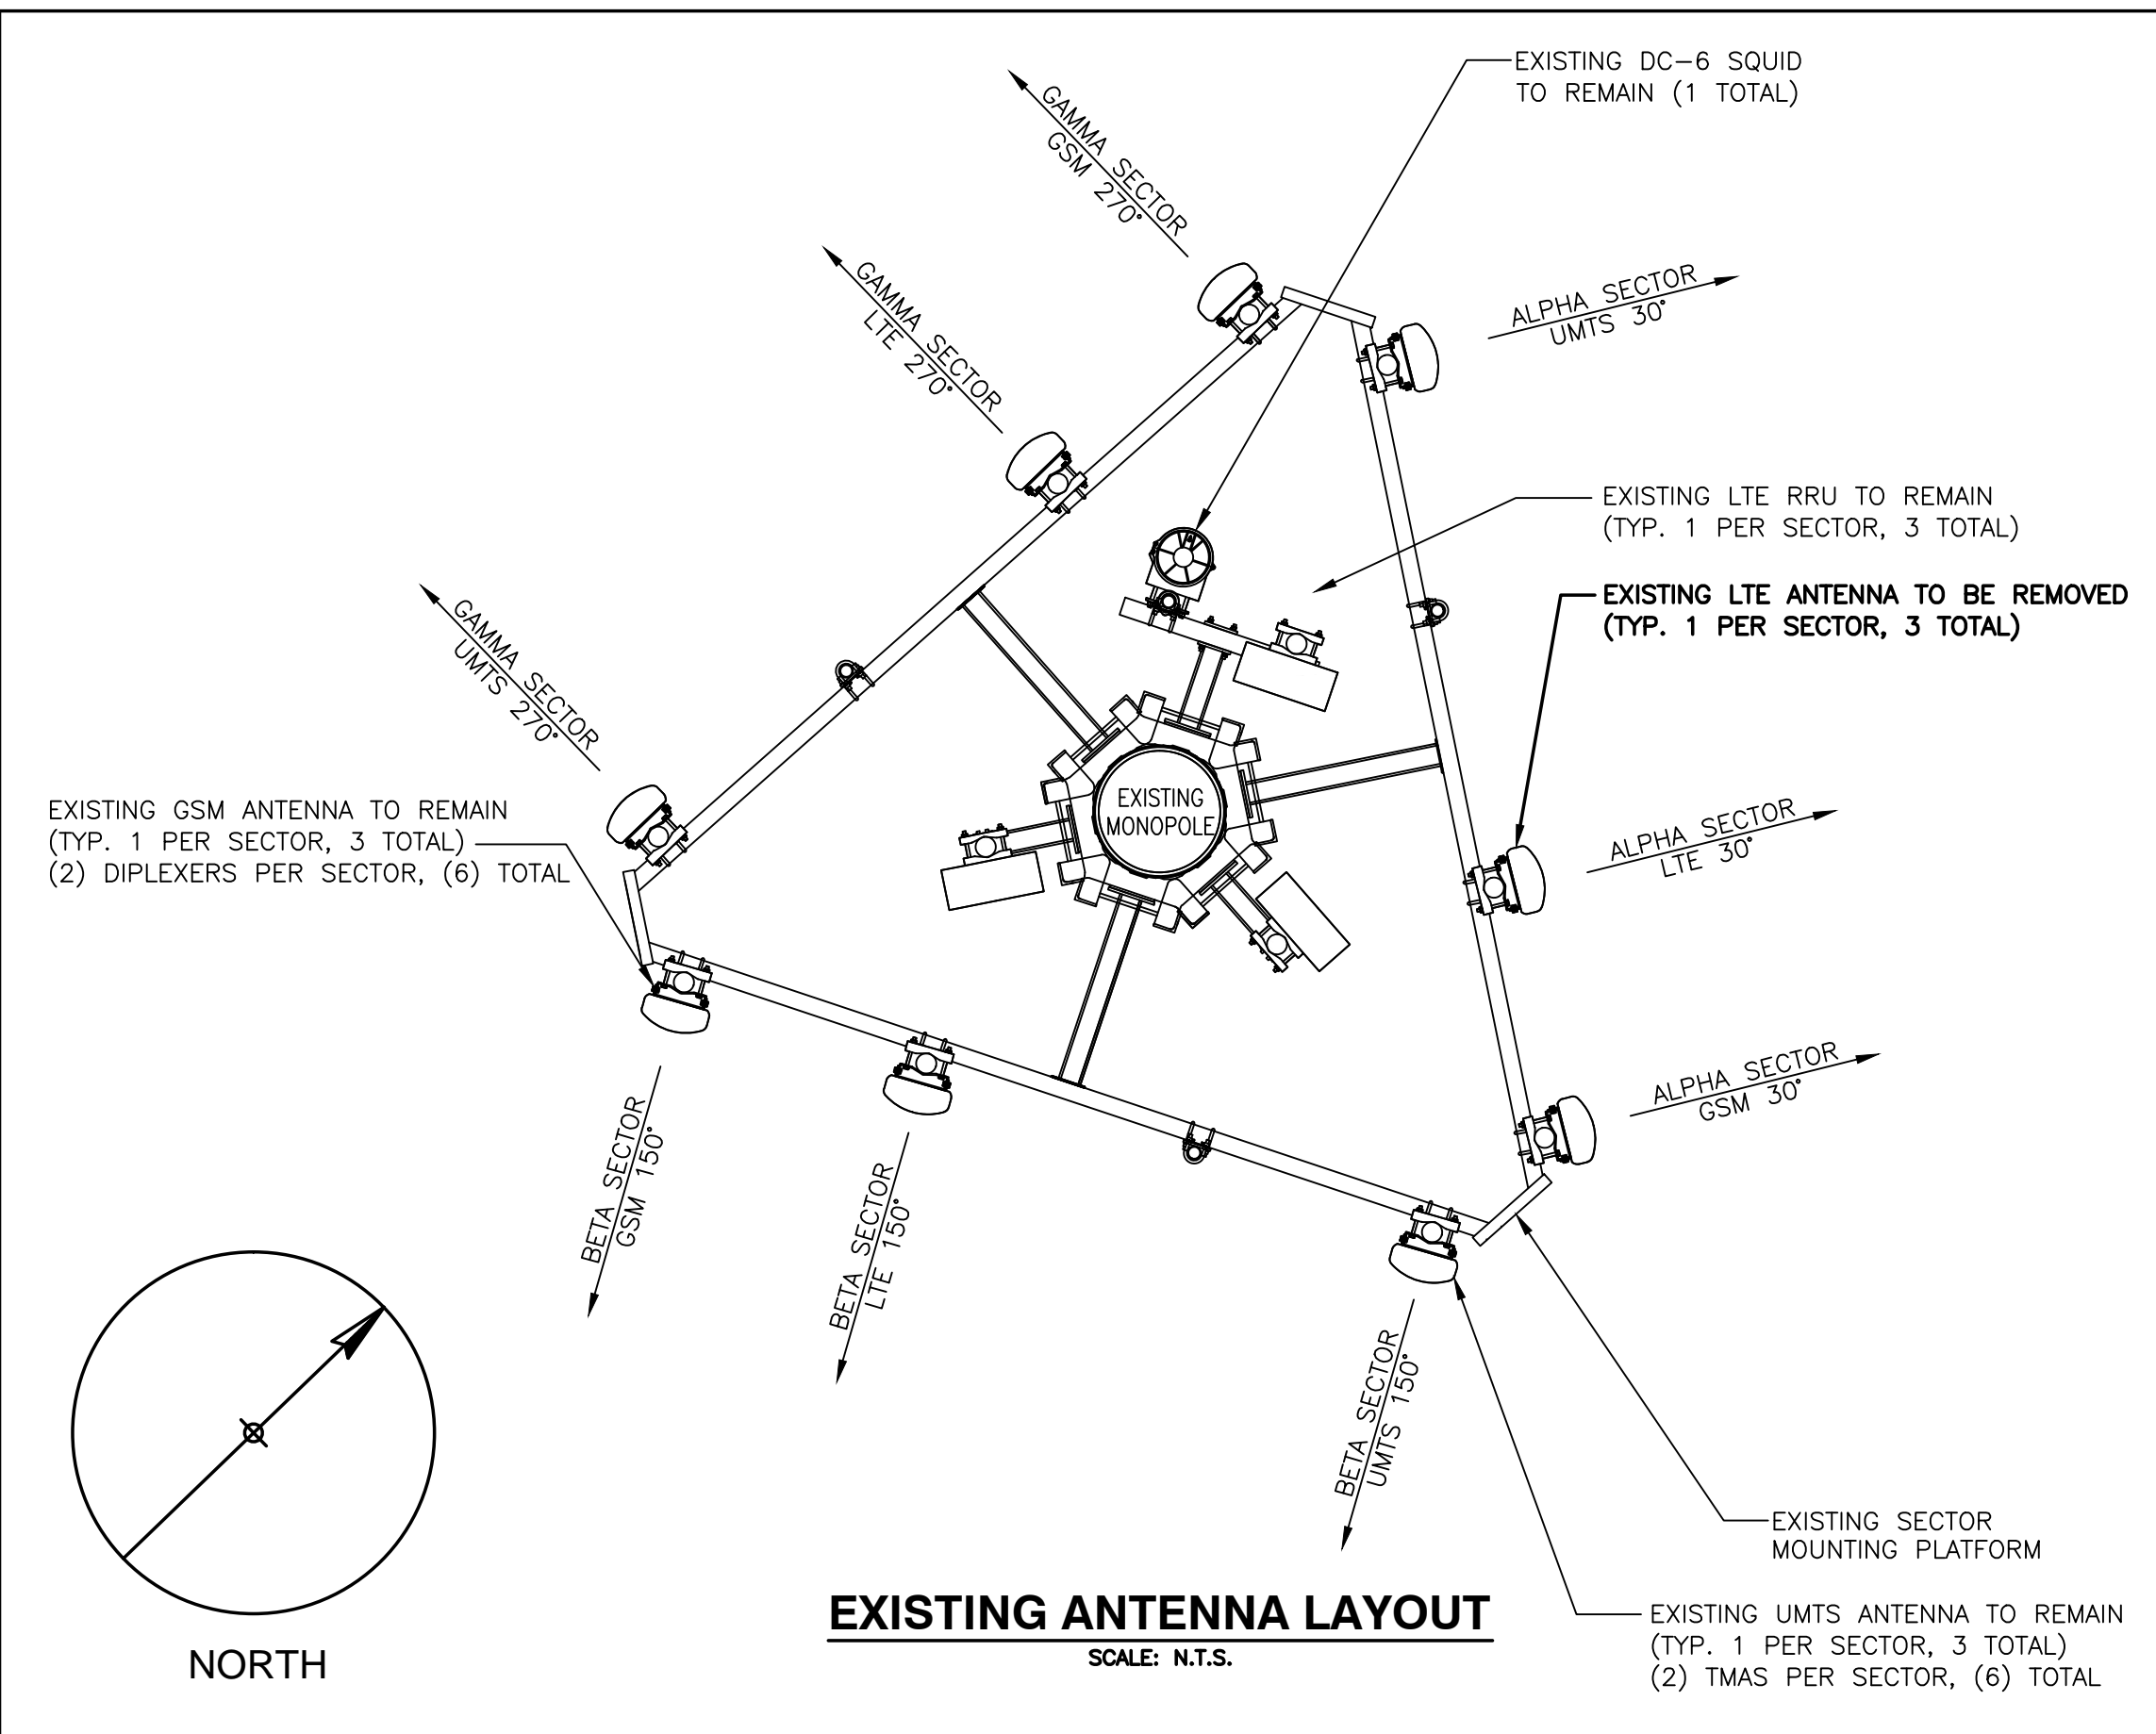 EXISTING DC-6 SQUID
TO REMAIN (1 TOTAL)
GAMMA SECTOR
GSM 270°
GAMMA SECTOR
LTE 270°
ALPHA SECTOR
UMTS 30°
EXISTING LTE RRU TO REMAIN
(TYP. 1 PER SECTOR, 3 TOTAL)
EXISTING LTE ANTENNA TO BE REMOVED
(TYP. 1 PER SECTOR, 3 TOTAL)
GAMMA SECTOR
UMTS 270°
EXISTING GSM ANTENNA TO REMAIN
(TYP. 1 PER SECTOR, 3 TOTAL)
(2) DIPLEXERS PER SECTOR, (6) TOTAL
EXISTING
MONOPOLE
ALPHA SECTOR
LTE 30°
ALPHA SECTOR
GSM 30°
BETA SECTOR
GSM 150°
BETA SECTOR
LTE 150°
BETA SECTOR
UMTS 150°
EXISTING SECTOR
MOUNTING PLATFORM
EXISTING UMTS ANTENNA TO REMAIN
(TYP. 1 PER SECTOR, 3 TOTAL)
(2) TMAS PER SECTOR, (6) TOTAL
NORTH
EXISTING ANTENNA LAYOUT
SCALE: N.T.S.